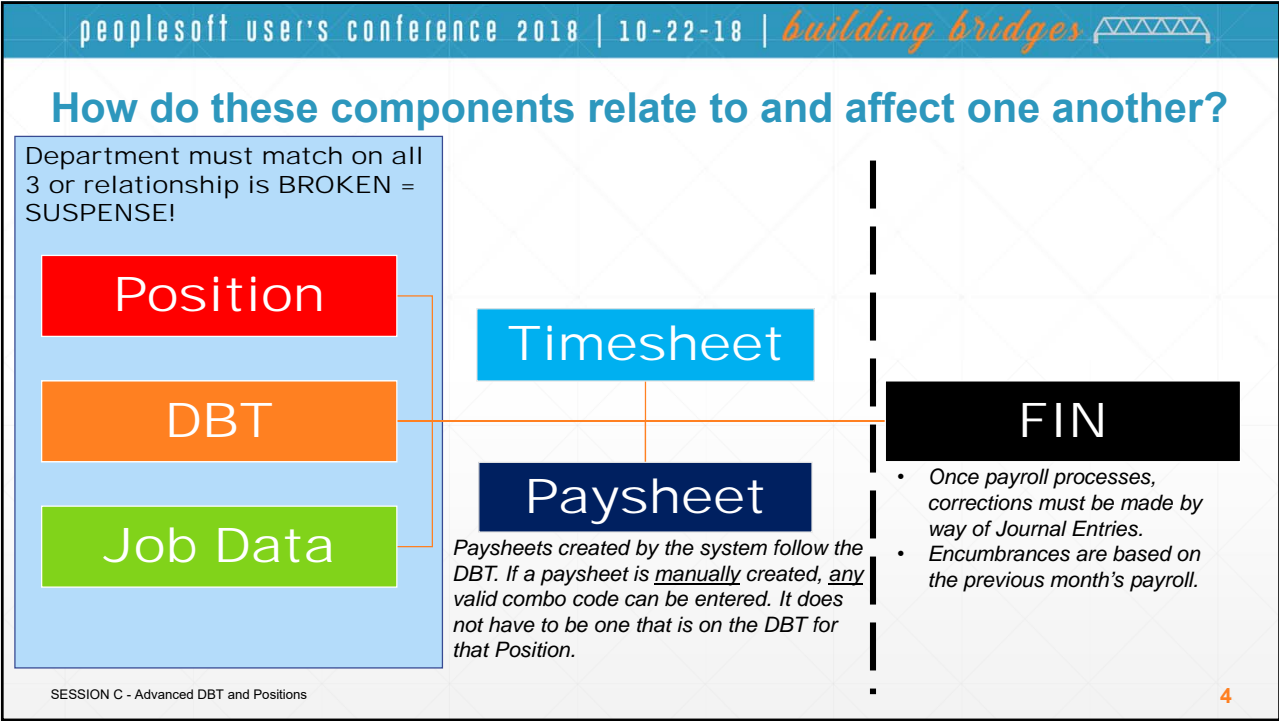 peoplesoft user's conference 2018 | 10-22-18 | building bridges
How do these components relate to and affect one another?
Department must match on all
3 or relationship is BROKEN =
SUSPENSE!
Position
DBT
Job Data
Timesheet
Paysheet
Paysheets created by the system follow the
DBT. If a paysheet is manually created, any
valid combo code can be entered. It does
not have to be one that is on the DBT for
that Position.
FIN
• Once payroll processes,
corrections must be made by
way of Journal Entries.
• Encumbrances are based on
the previous month's payroll.
SESSION C - Advanced DBT and Positions
4